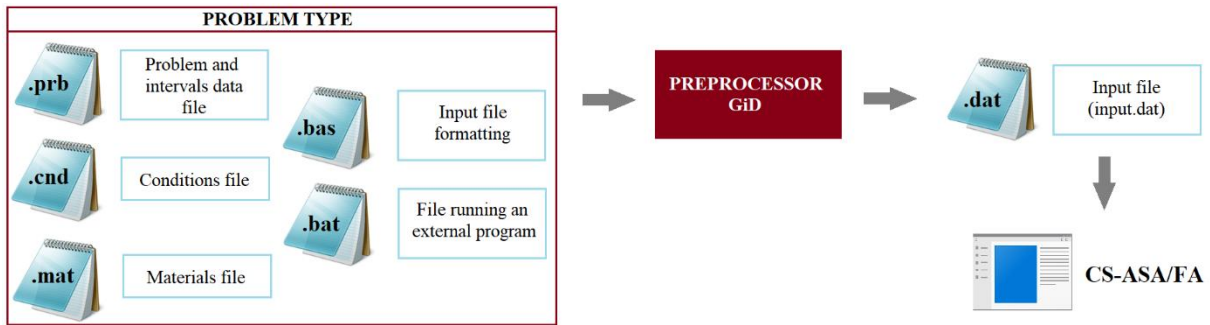 PROBLEM TYPE
.prb
Problem and
intervals data
file
.cnd
Conditions file
.mat
Materials file
.bas
Input file
formatting
.bat
File running an
external program
PREPROCESSOR
GiD
.dat
Input file
(input.dat)
CS-ASA/FA